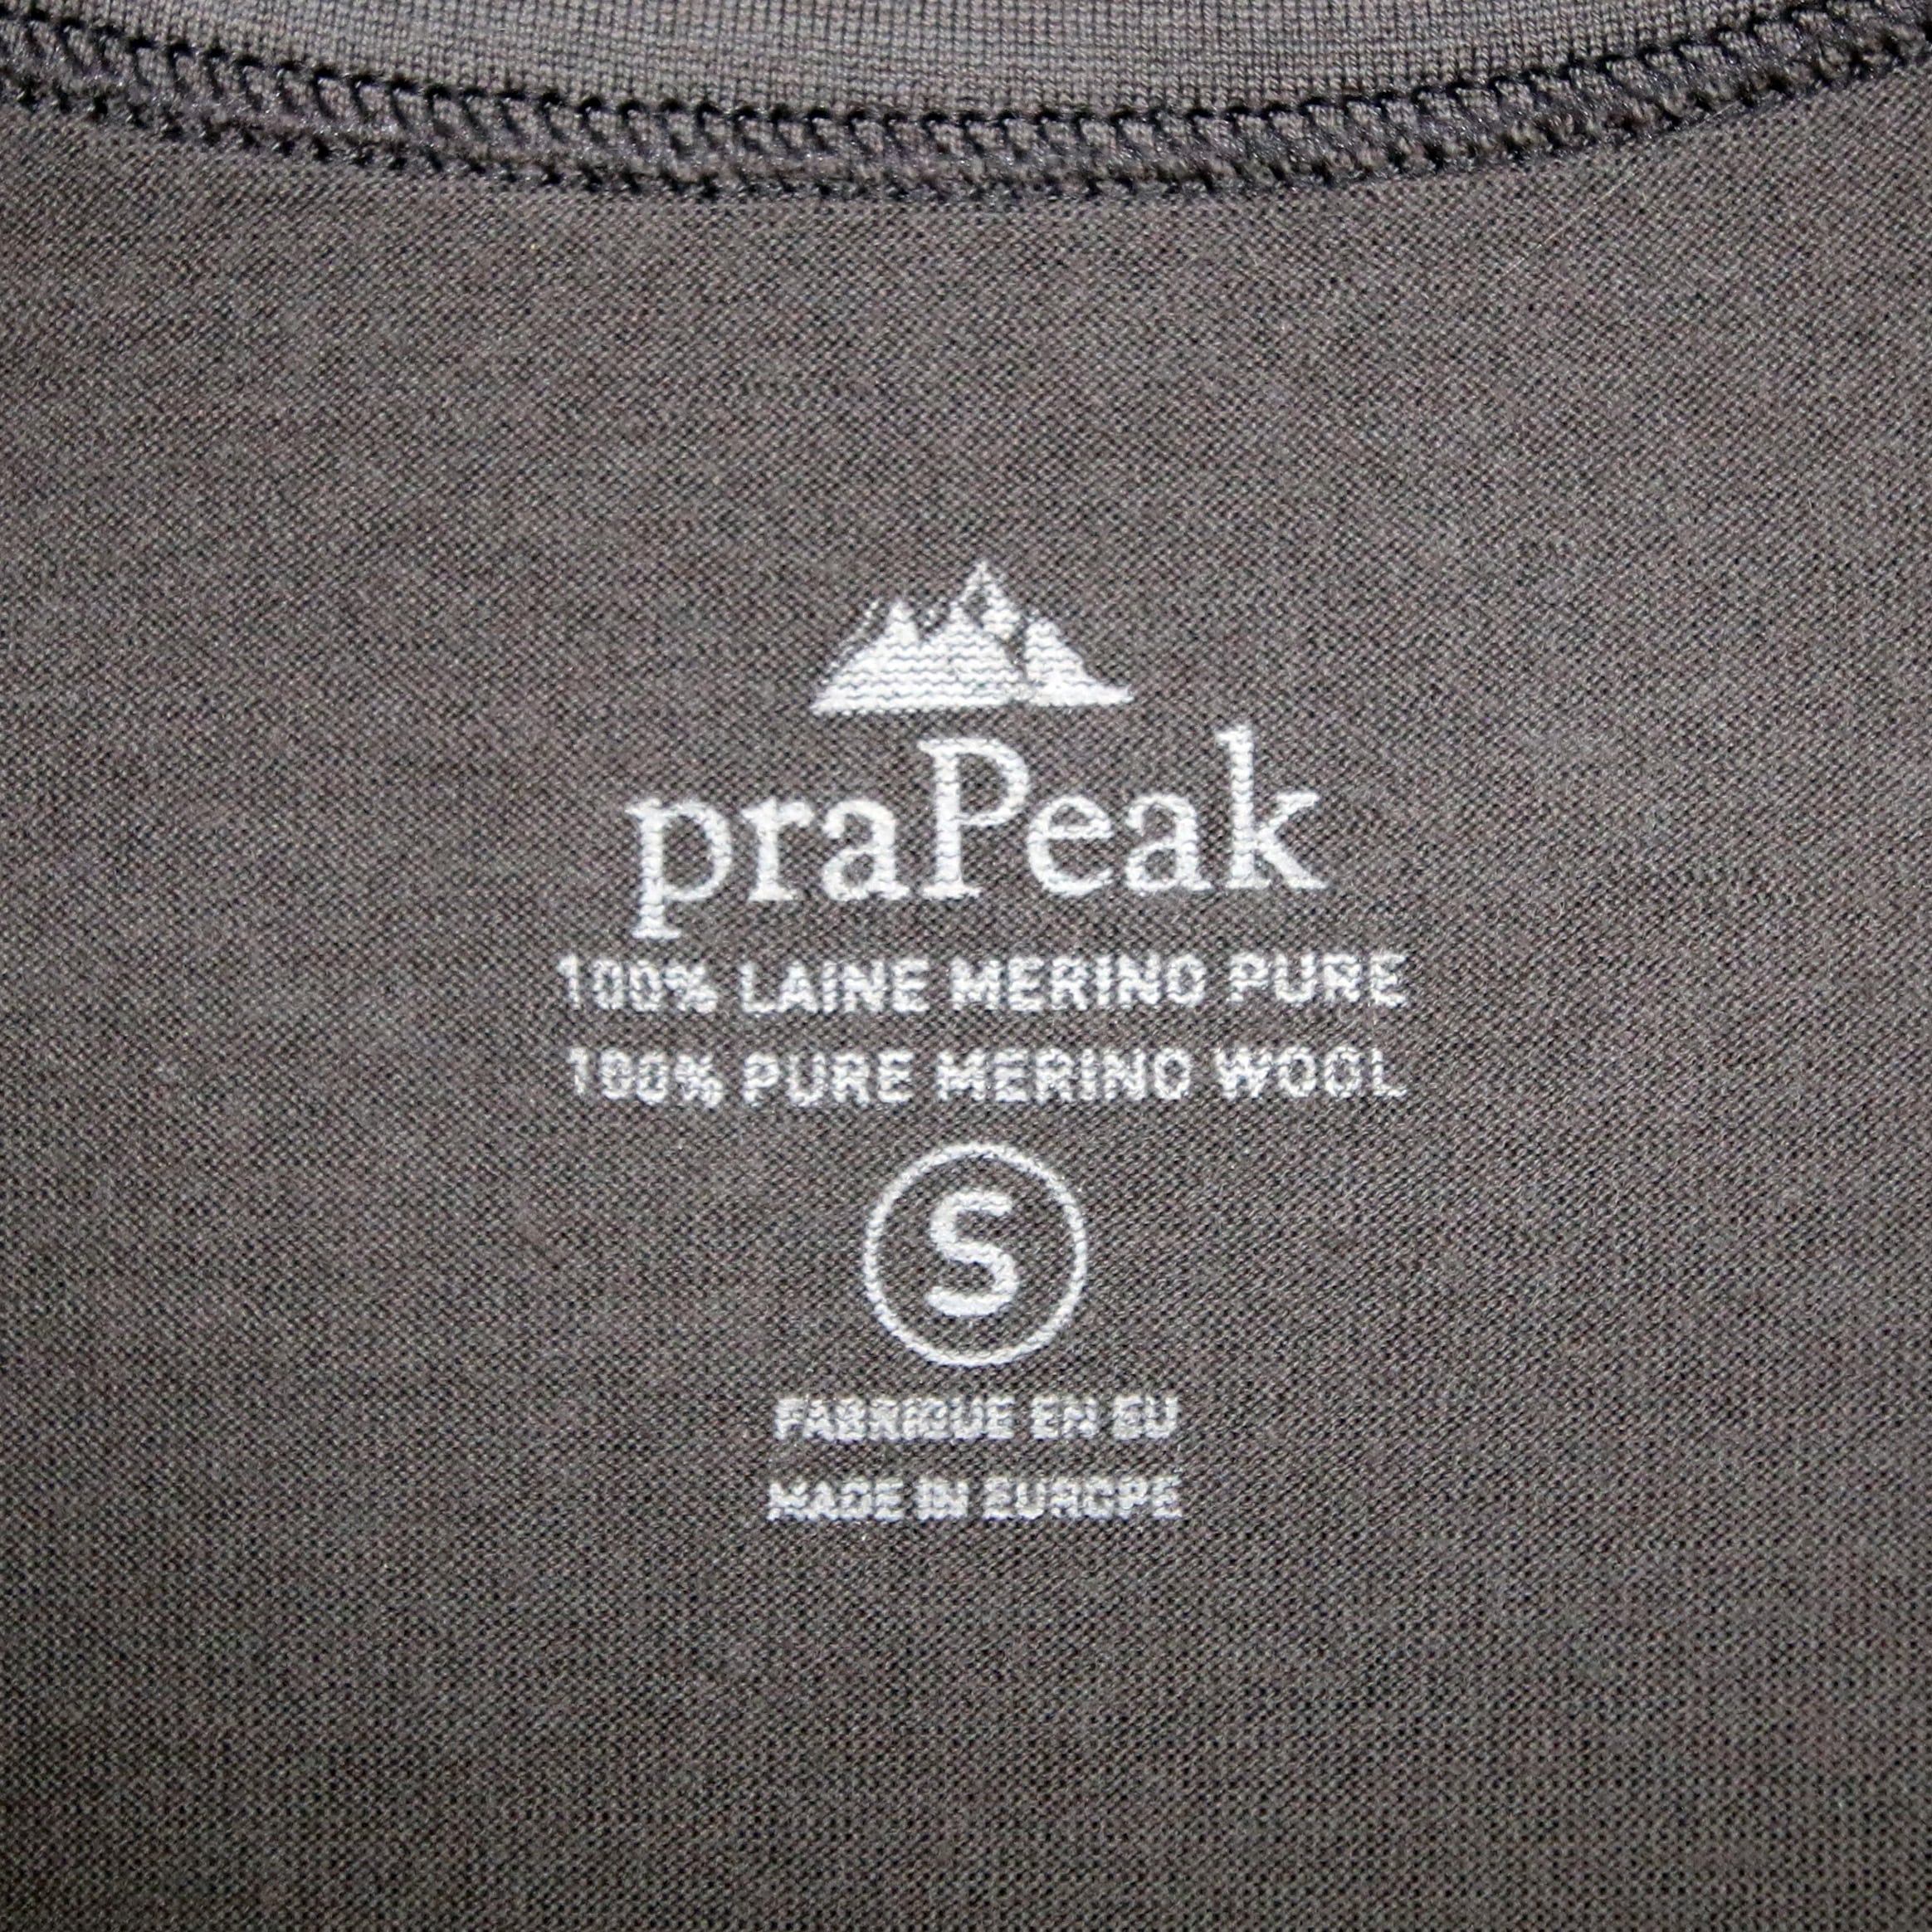 praPeak
100% LAINE MERINO PURE
100% PURE MERINO WOOL
S
FABRIQUE EN EU
MADE IN EUROPE